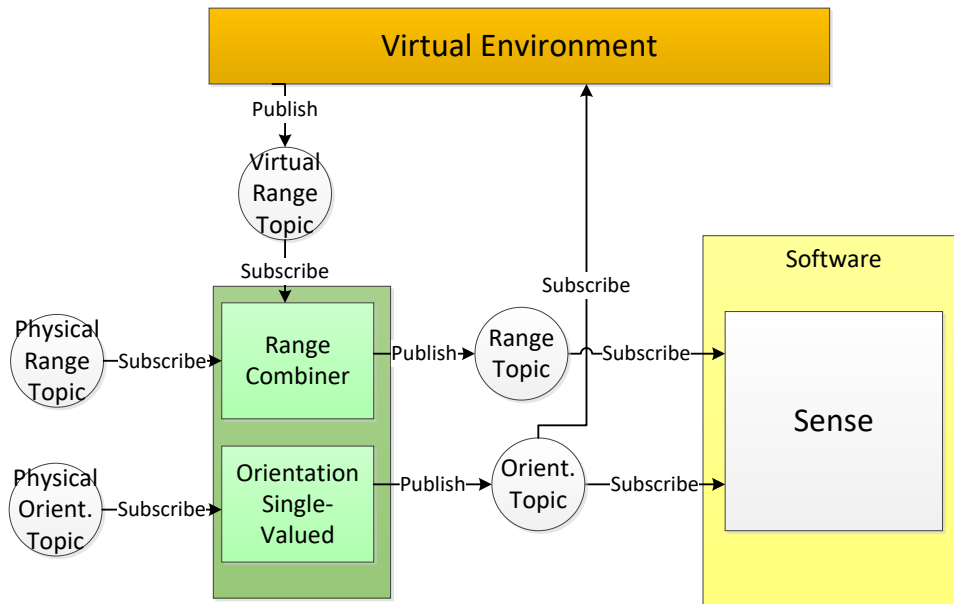 Virtual Environment
Publish
Virtual
Range
Topic
Subscribe
Subscribe
Software
Physical
Range
Topic
Subscribe
Range
Combiner
Publish
Range
Topic
Subscribe
Sense
Physical
Orient.
Topic
Subscribe
Orientation
Single-
Valued
Publish
Orient.
Topic
Subscribe